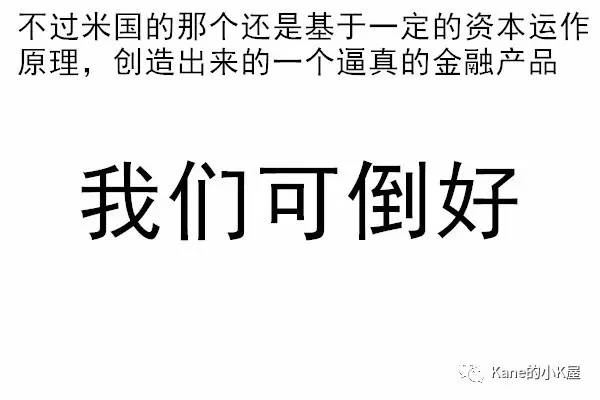 不过米国的那个还是基于一定的资本运作
原理，创造出来的一个逼真的金融产品
我们可倒好
Kane的小K屋